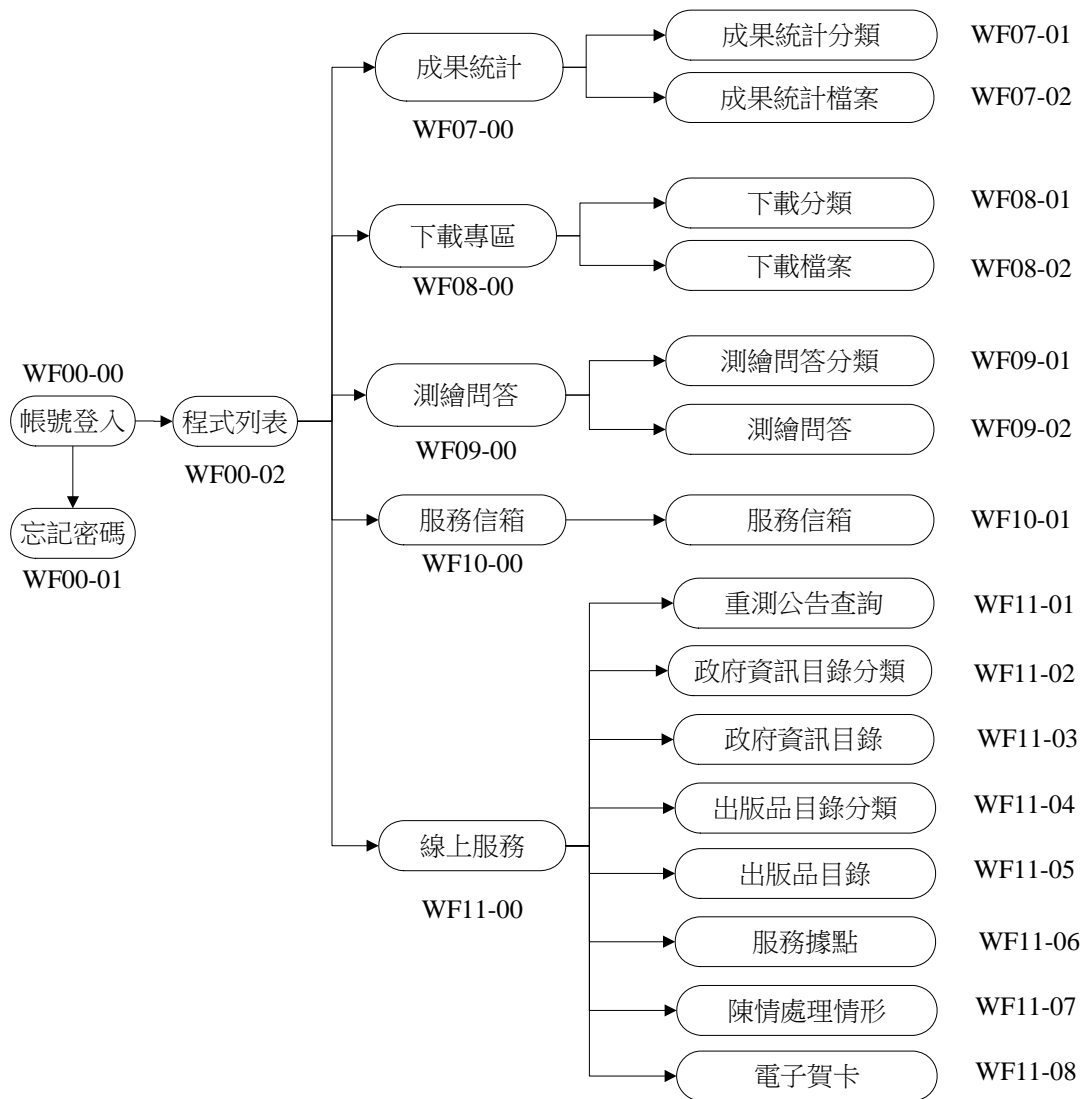 成果統計
WF07-00
成果統計分類
WF07-01
成果統計檔案
WF07-02
下載專區
WF08-00
下載分類
WF08-01
下載檔案
WF08-02
WF00-00
帳號登入
程式列表
WF00-02
忘記密碼
WF00-01
測繪問答
WF09-00
測繪問答分類
WF09-01
測繪問答
WF09-02
服務信箱
WF10-00
服務信箱
WF10-01
線上服務
WF11-00
重測公告查詢
WF11-01
政府資訊目錄分類
WF11-02
政府資訊目錄
WF11-03
出版品目錄分類
WF11-04
出版品目錄
WF11-05
服務據點
WF11-06
陳情處理情形
WF11-07
電子賀卡
WF11-08